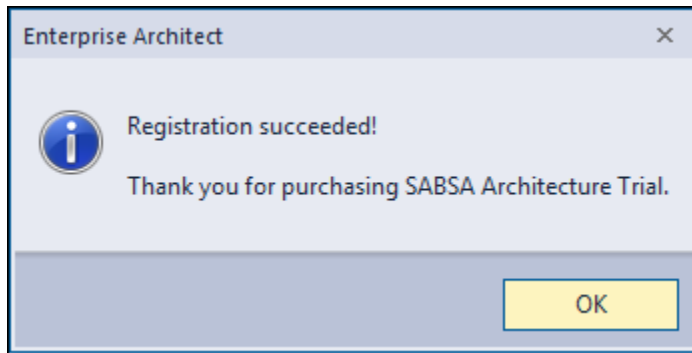 Enterprise Architect
Registration succeeded!
Thank you for purchasing SABSA Architecture Trial.
OK